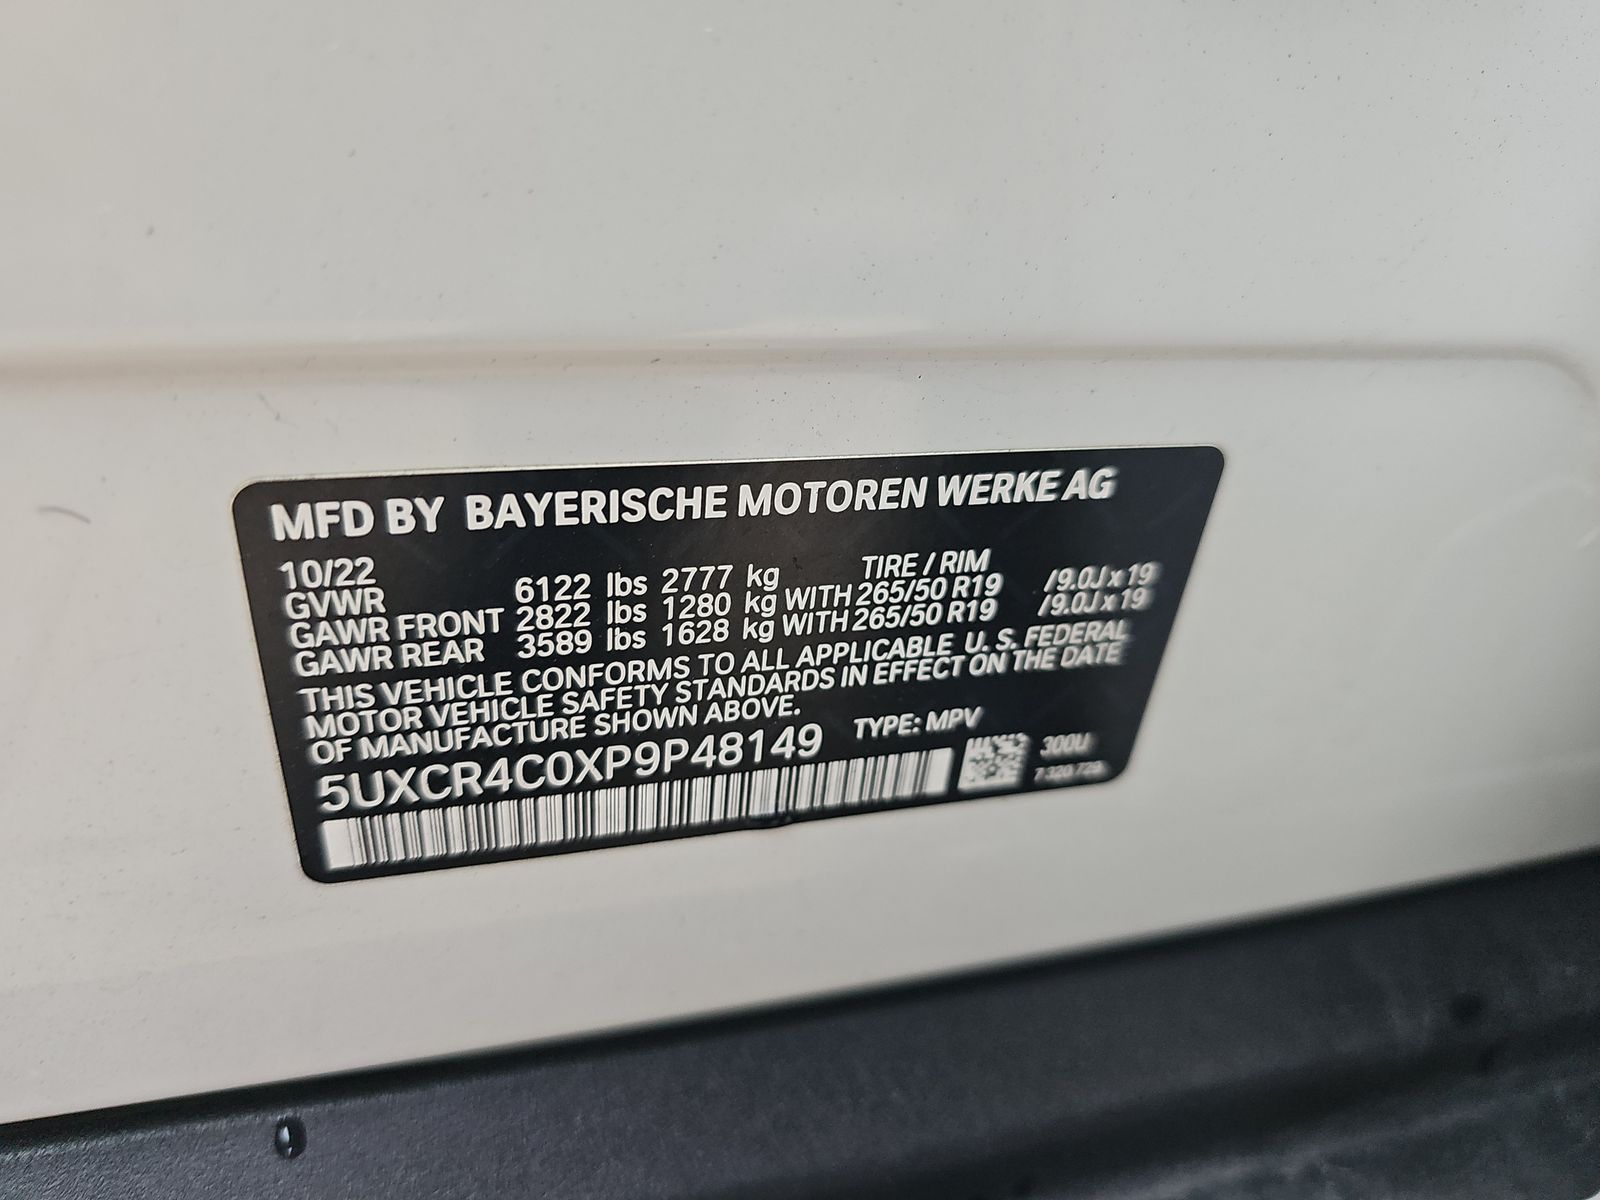 MFD BY BAYERISCHE MOTOREN WERKE AG
10/22 TIRE / RIM
GVWR 6122 lbs 2777 kg
GAWR FRONT 2822 lbs 1280 kg WITH 265/50 R19 /9.0J x 19
GAWR REAR 3589 lbs 1628 kg WITH 265/50 R19 /9.0J x 19
THIS VEHICLE CONFORMS TO ALL APPLICABLE U. S. FEDERAL
MOTOR VEHICLE SAFETY STANDARDS IN EFFECT ON THE DATE
OF MANUFACTURE SHOWN ABOVE.
5UXCR4C0XP9P48149 TYPE: MPV
300U